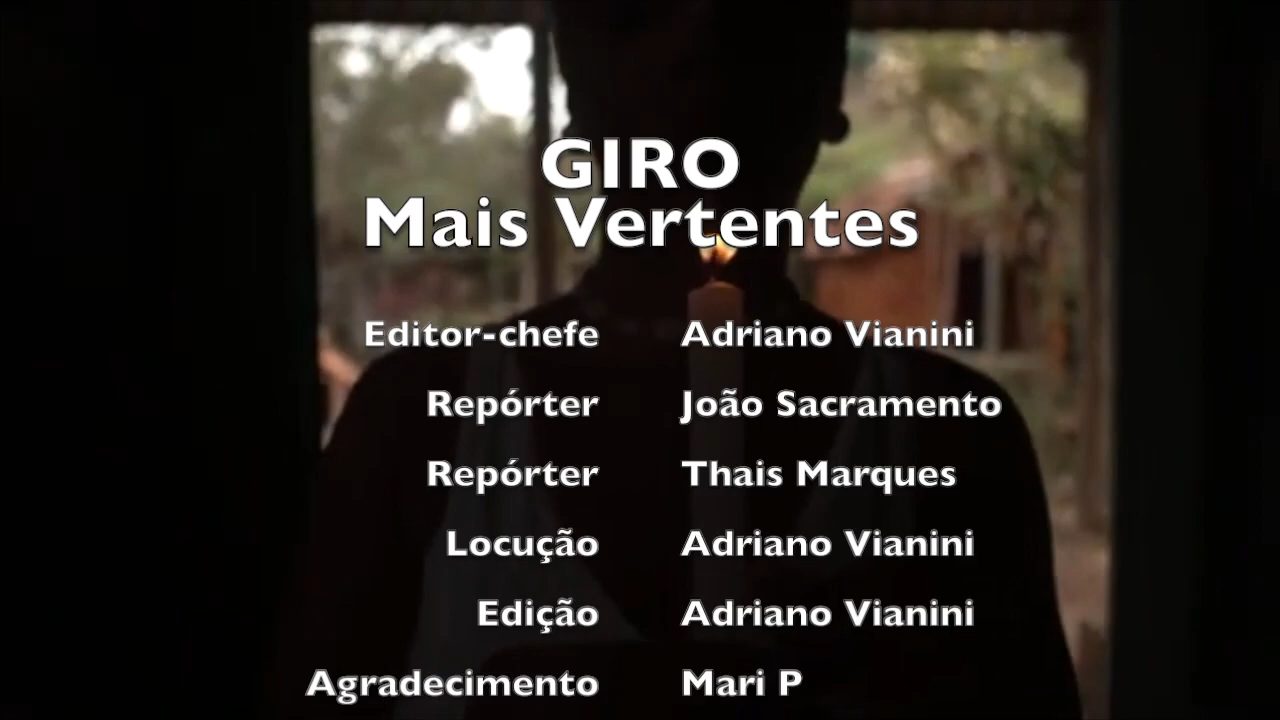 GIRO
Mais Vertentes
Editor-chefe Adriano Vianini
Repórter João Sacramento
Repórter Thais Marques
Locução Adriano Vianini
Edição Adriano Vianini
Agradecimento Mari P